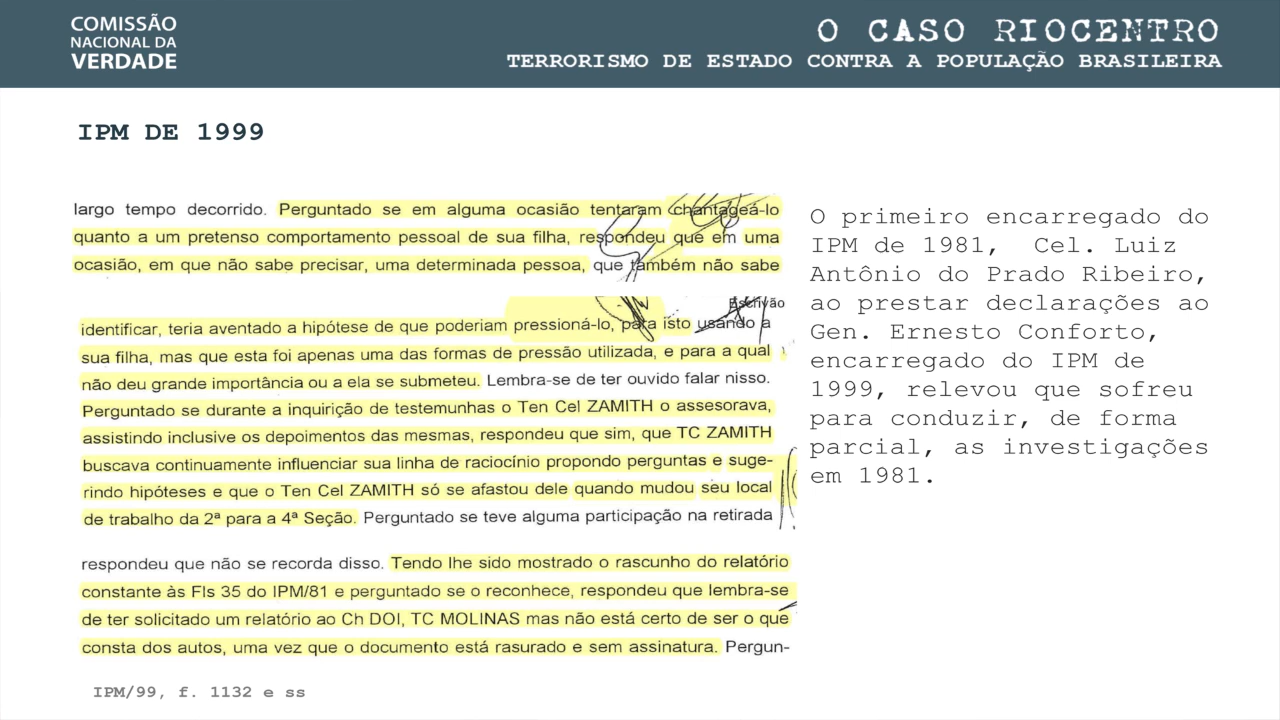 COMISSÃO
NACIONAL DA
VERDADE
O CASO RIOCENTRO
TERRORISMO DE ESTADO CONTRA A POPULAÇÃO BRASILEIRA
IPM DE 1999
largo tempo decorrido. Perguntado se em alguma ocasião tentaram chantageá-lo
quanto a um pretenso comportamento pessoal de sua filha, respondeu que em uma
ocasião, em que não sabe precisar, uma determinada pessoa, que também não sabe
Escrivão
identificar, teria aventado a hipótese de que poderiam pressioná-lo, para isto usando a
sua filha, mas que esta foi apenas uma das formas de pressão utilizada, e para a qual
não deu grande importância ou a ela se submeteu. Lembra-se de ter ouvido falar nisso.
Perguntado se durante a inquirição de testemunhas o Ten Cel ZAMITH o assesorava,
assistindo inclusive os depoimentos das mesmas, respondeu que sim, que TC ZAMITH
buscava continuamente influenciar sua linha de raciocínio propondo perguntas e suge-
rindo hipóteses e que o Ten Cel ZAMITH só se afastou dele quando mudou seu local
de trabalho da 2ª para a 4ª Seção. Perguntado se teve alguma participação na retirada
respondeu que não se recorda disso. Tendo lhe sido mostrado o rascunho do relatório
constante às Fls 35 do IPM/81 e perguntado se o reconhece, respondeu que lembra-se
de ter solicitado um relatório ao Ch DOI, TC MOLINAS mas não está certo de ser o que
consta dos autos, uma vez que o documento está rasurado e sem assinatura. Pergun-
IPM/99, f. 1132 e ss
O primeiro encarregado do
IPM de 1981, Cel. Luiz
Antônio do Prado Ribeiro,
ao prestar declarações ao
Gen. Ernesto Conforto,
encarregado do IPM de
1999, relevou que sofreu
para conduzir, de forma
parcial, as investigações
em 1981.